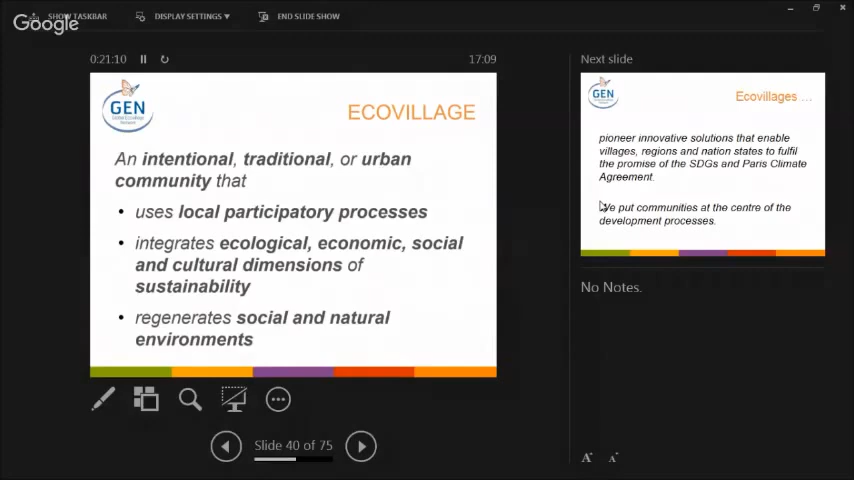 SHOW TASKBAR
DISPLAY SETTINGS ▼
END SLIDE SHOW
Google
0:21:10
17:09
GEN
ECOVILLAGE
An intentional, traditional, or urban
community that
• uses local participatory processes
• integrates ecological, economic, social
and cultural dimensions of
sustainability
• regenerates social and natural
environments
Slide 40 of 75
Next slide
GEN
Ecovillages ...
pioneer innovative solutions that enable
villages, regions and nation states to fulfil
the promise of the SDGs and Paris Climate
Agreement.
We put communities at the centre of the
development processes.
No Notes.
A A